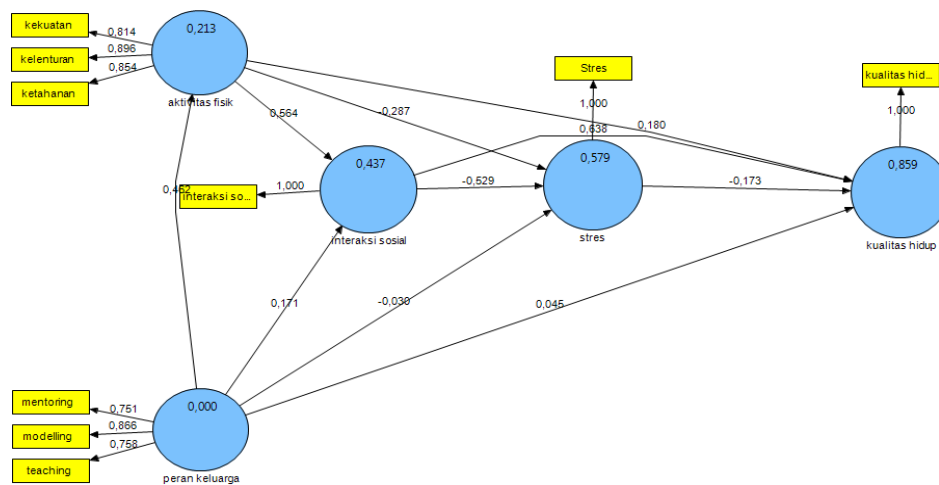 kekuatan
0,814
0,213
kelenturan
0,896
ketahanan
0,854
aktivitas fisik
Stres
kualitas hid...
1,000
1,000
-0,287
0,180
0,564
0,638
0,437
0,579
0,859
interaksi so...
1,000
-0,529
-0,173
interaksi sosial
stres
kualitas hidup
0,171
-0,030
0,045
mentoring
0,751
0,000
modelling
0,866
teaching
0,758
peran keluarga